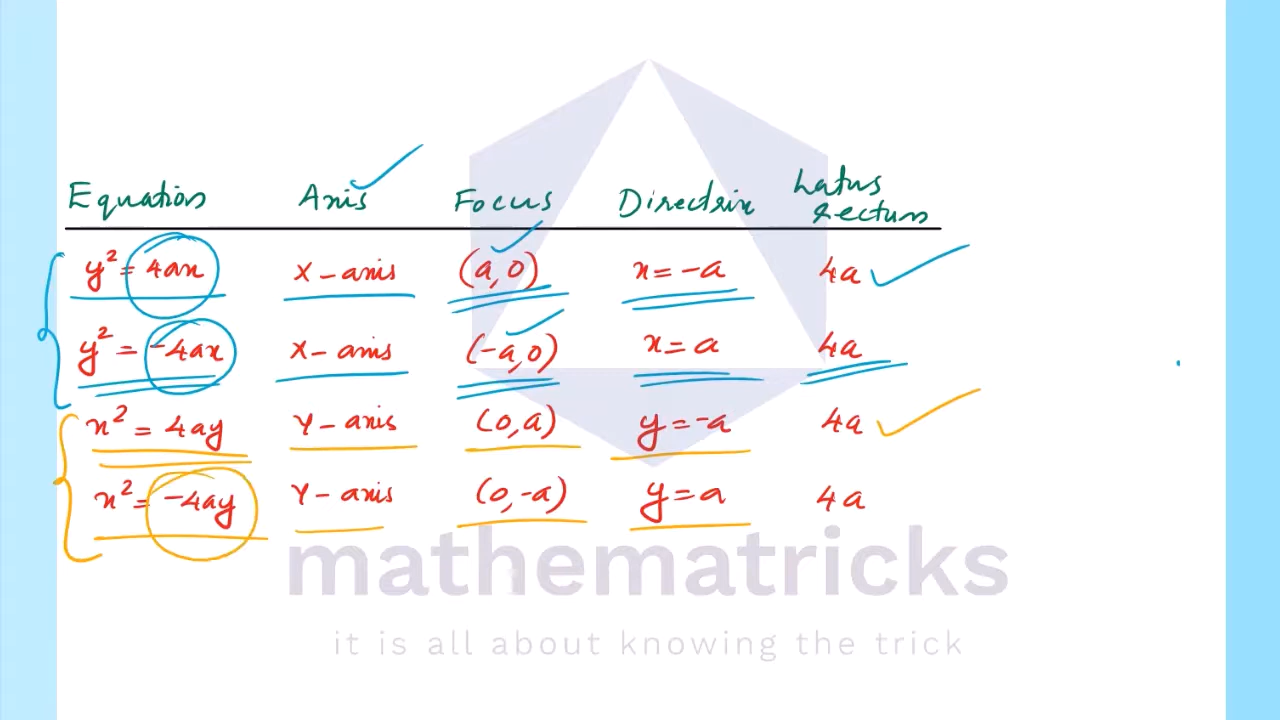 Equation Axis Focus Directrix Latus
Rectum
y² = 4ax X-axis (a,0) x = -a 4a
y² = -4ax X-axis (-a,0) x = a 4a
x² = 4ay Y-axis (0,a) y = -a 4a
x² = -4ay Y-axis (0,-a) y = a 4a
mathematricks
it is all about knowing the trick